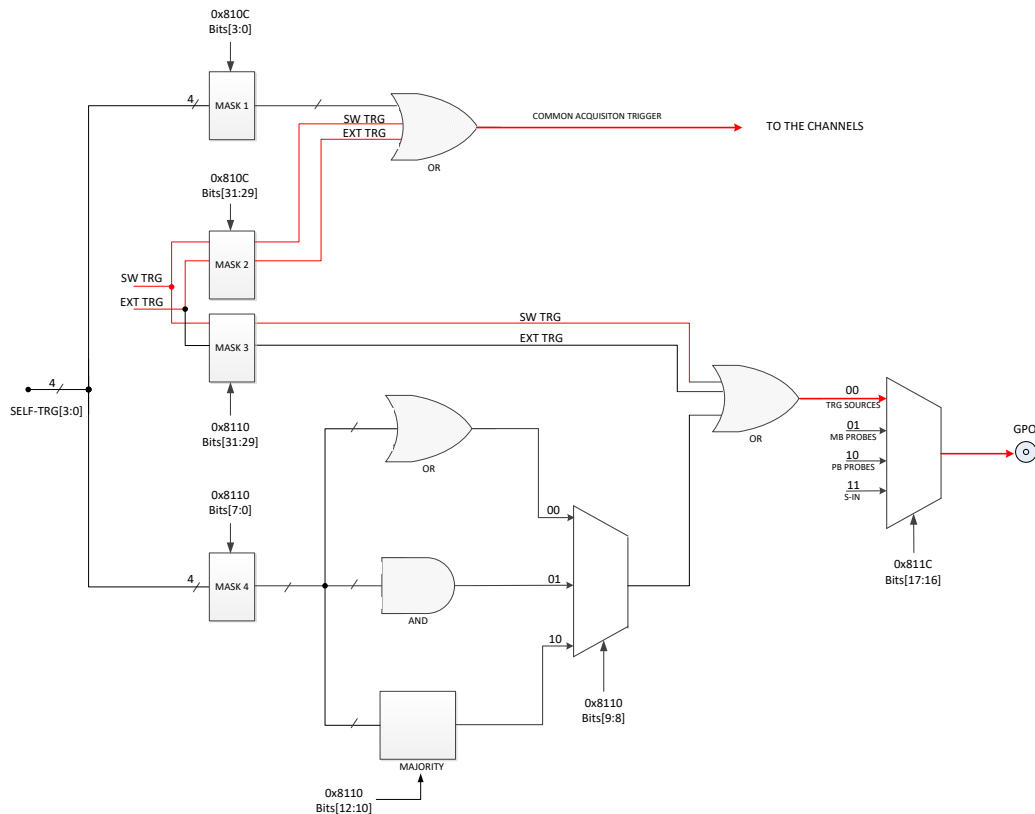 0x810C
Bits[3:0]
4
MASK 1
SW TRG
EXT TRG
OR
COMMON ACQUISITON TRIGGER
TO THE CHANNELS
0x810C
Bits[31:29]
MASK 2
SW TRG
EXT TRG
MASK 3
SW TRG
EXT TRG
0x8110
Bits[31:29]
4
SELF-TRG[3:0]
OR
OR
00
TRG SOURCES
01
MB PROBES
10
PB PROBES
11
S-IN
GPO
0x811C
Bits[17:16]
0x8110
Bits[7:0]
4
MASK 4
AND
00
01
10
0x8110
Bits[9:8]
MAJORITY
0x8110
Bits[12:10]